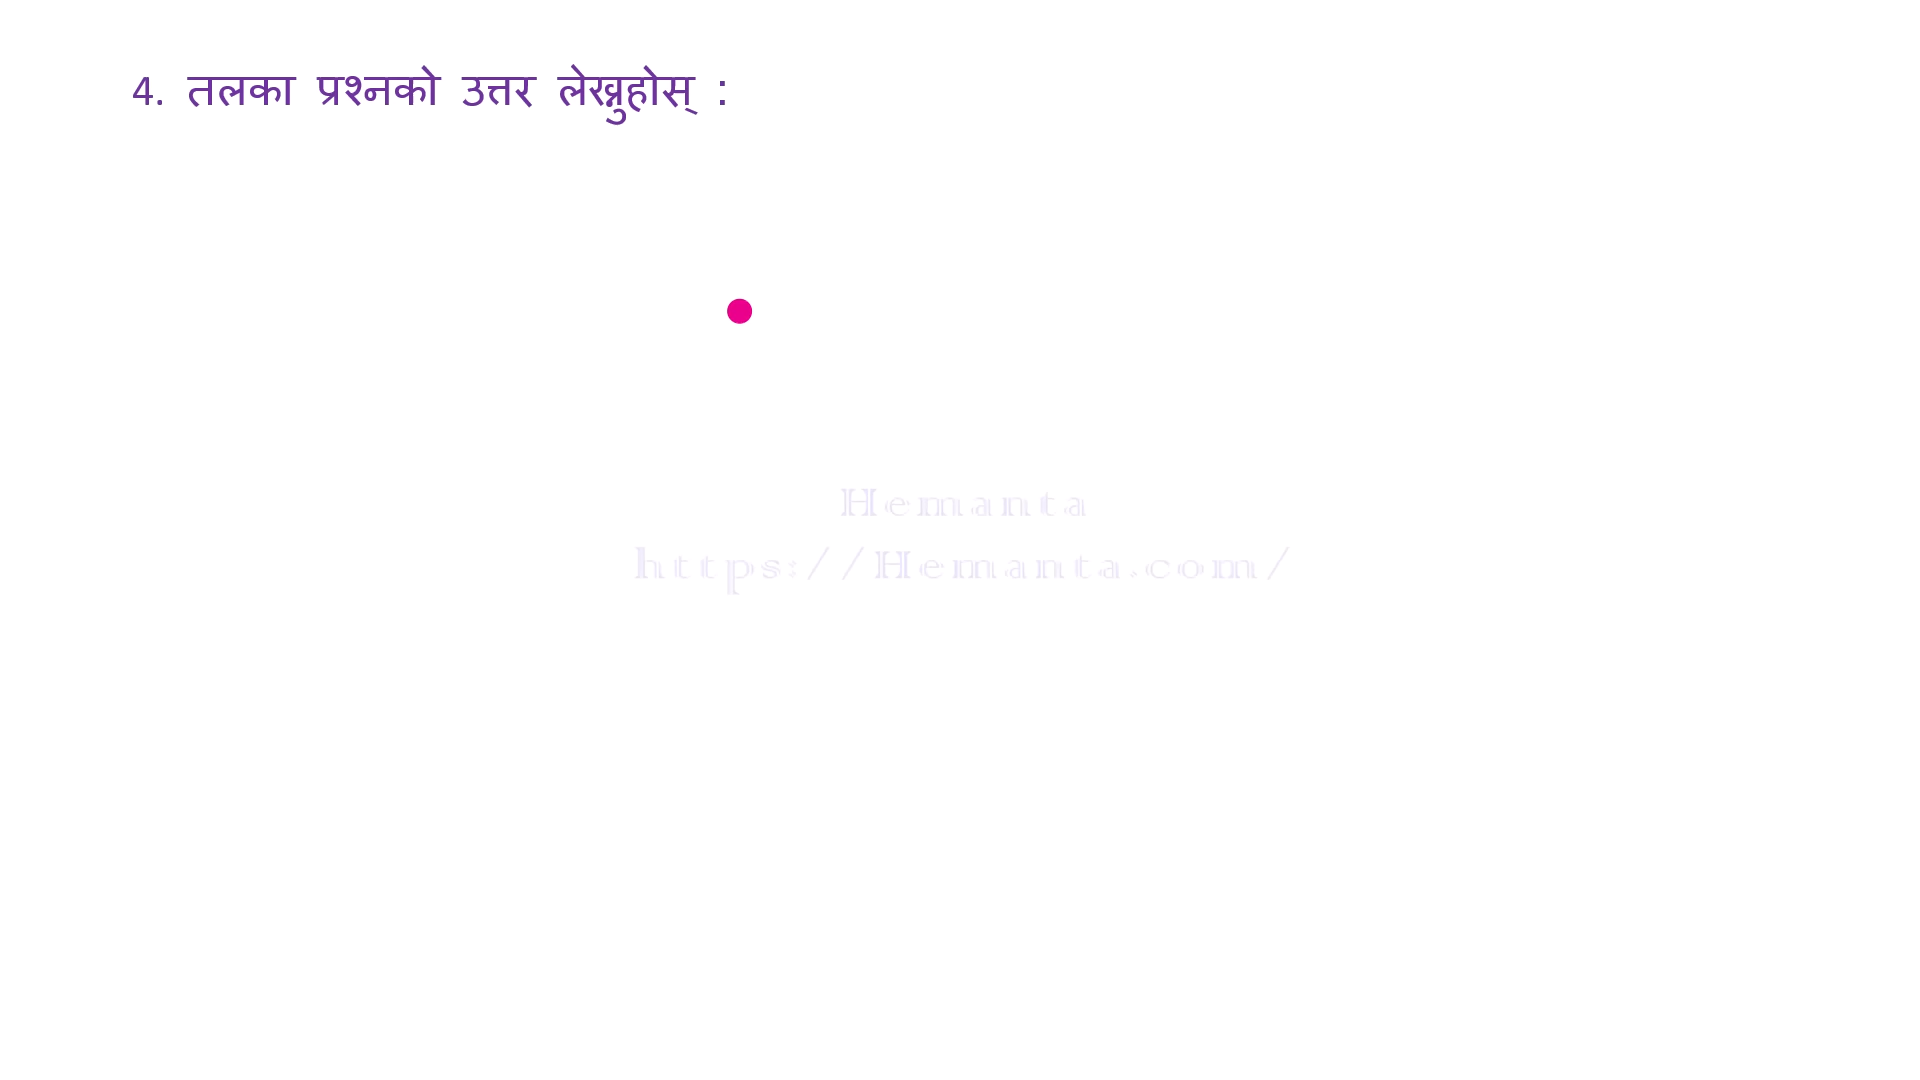 4. तलका प्रश्नको उत्तर लेख्नुहोस् :
Hemanta
https://Hemanta.com/